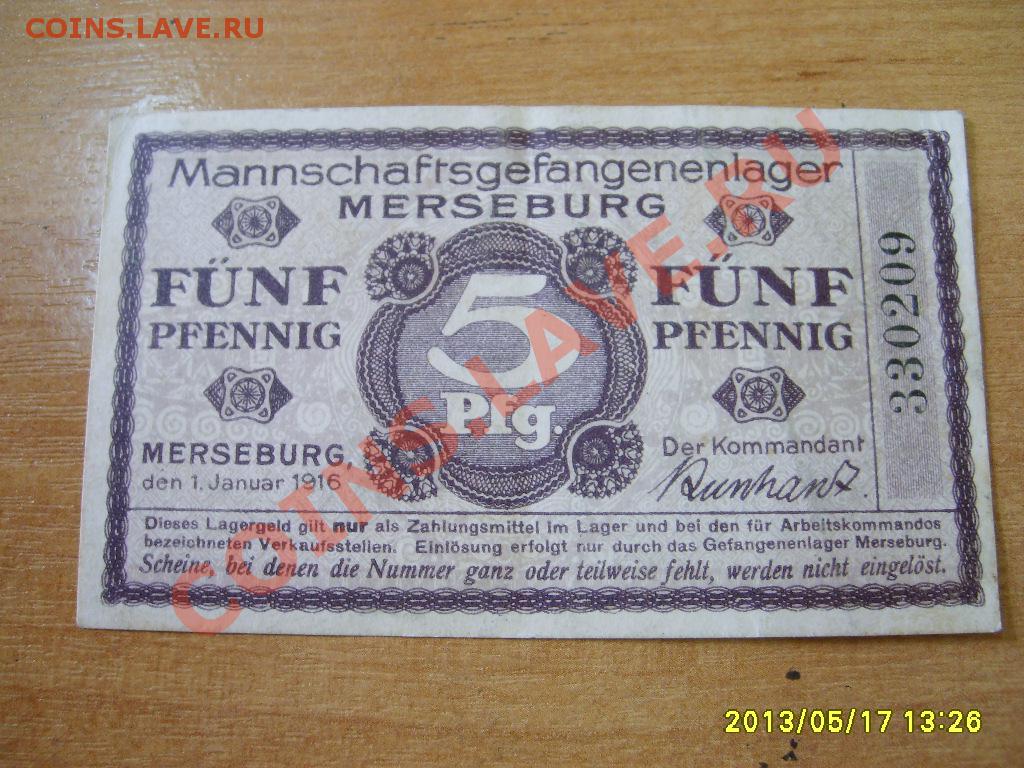 COINS.LAVE.RU
Mannschaftsgefangenenlager
MERSEBURG
FÜNF
PFENNIG
5
Pfg.
FÜNF
PFENNIG
330209
MERSEBURG,
den 1. Januar 1916
Der Kommandant
Dieses Lagergeld gilt nur als Zahlungsmittel im Lager und bei den für Arbeitskommandos
bezeichneten Verkaufsstellen. Einlösung erfolgt nur durch das Gefangenenlager Merseburg.
Scheine, bei denen die Nummer ganz oder teilweise fehlt, werden nicht eingelöst.
COINS.LAVE.RU
2013/05/17 13:26